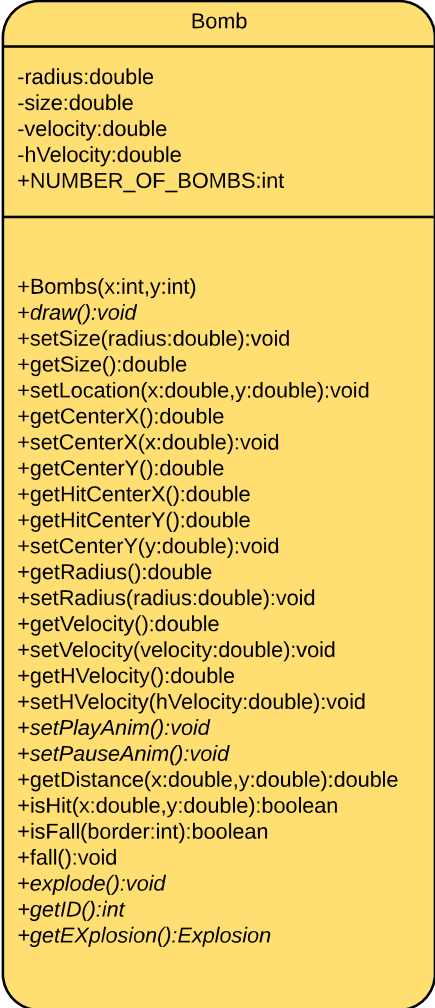 Bomb
-radius:double
-size:double
-velocity:double
-hVelocity:double
+NUMBER_OF_BOMBS:int
+Bombs(x:int,y:int)
+draw():void
+setSize(radius:double):void
+getSize():double
+setLocation(x:double,y:double):void
+getCenterX():double
+setCenterX(x:double):void
+getCenterY():double
+getHitCenterX():double
+getHitCenterY():double
+setCenterY(y:double):void
+getRadius():double
+setRadius(radius:double):void
+getVelocity():double
+setVelocity(velocity:double):void
+getHVelocity():double
+setHVelocity(hVelocity:double):void
+setPlayAnim():void
+setPauseAnim():void
+getDistance(x:double,y:double):double
+isHit(x:double,y:double):boolean
+isFall(border:int):boolean
+fall():void
+explode():void
+getID():int
+getEXplosion():Explosion